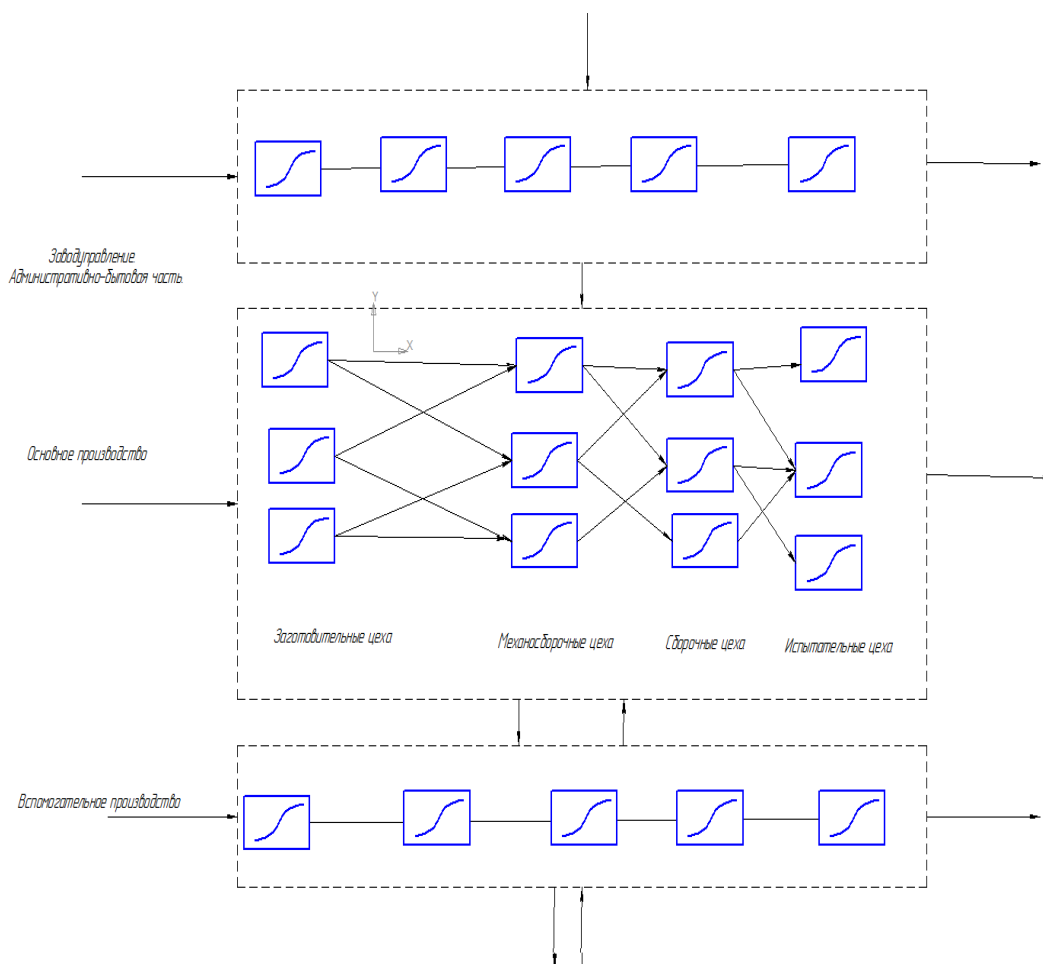 Заводуправление.
Административно-бытовая часть.
Y
X
Основное производство
Заготовительные цеха
Механосборочные цеха
Сборочные цеха
Испытательные цеха
Вспомогательное производство